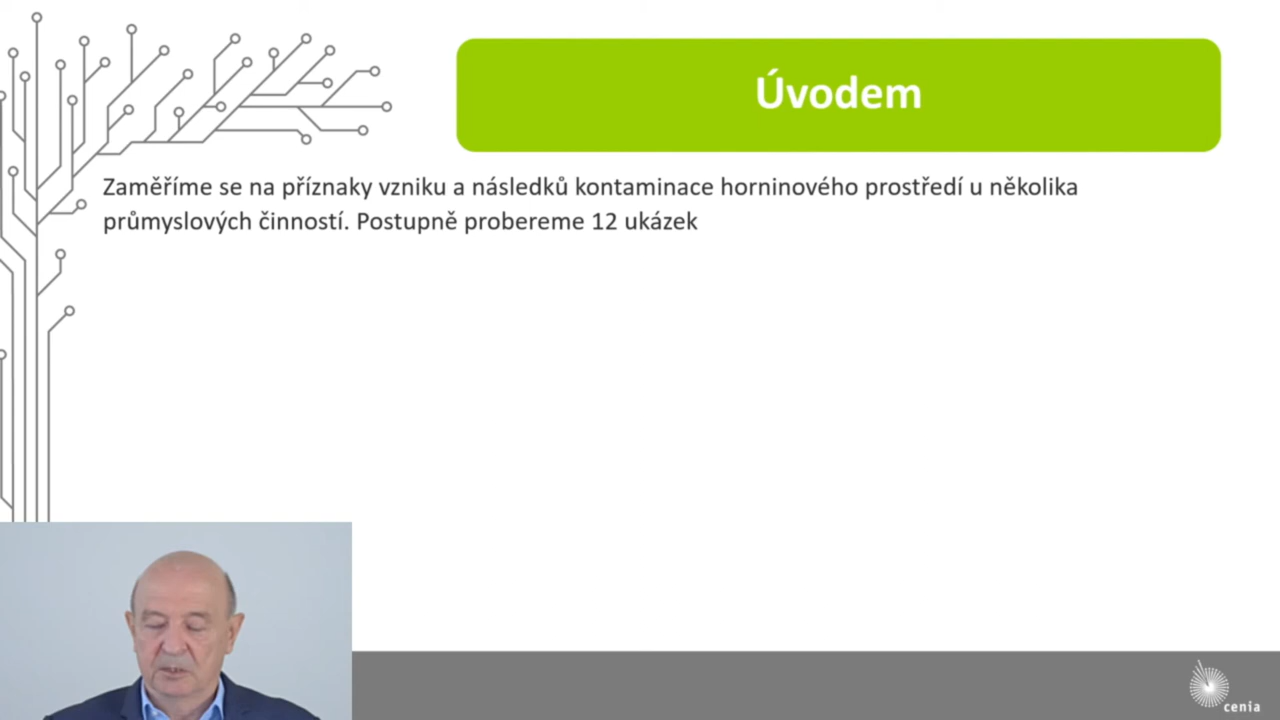 Úvodem
Zaměříme se na příznaky vzniku a následků kontaminace horninového prostředí u několika
průmyslových činností. Postupně probereme 12 ukázek
cenia